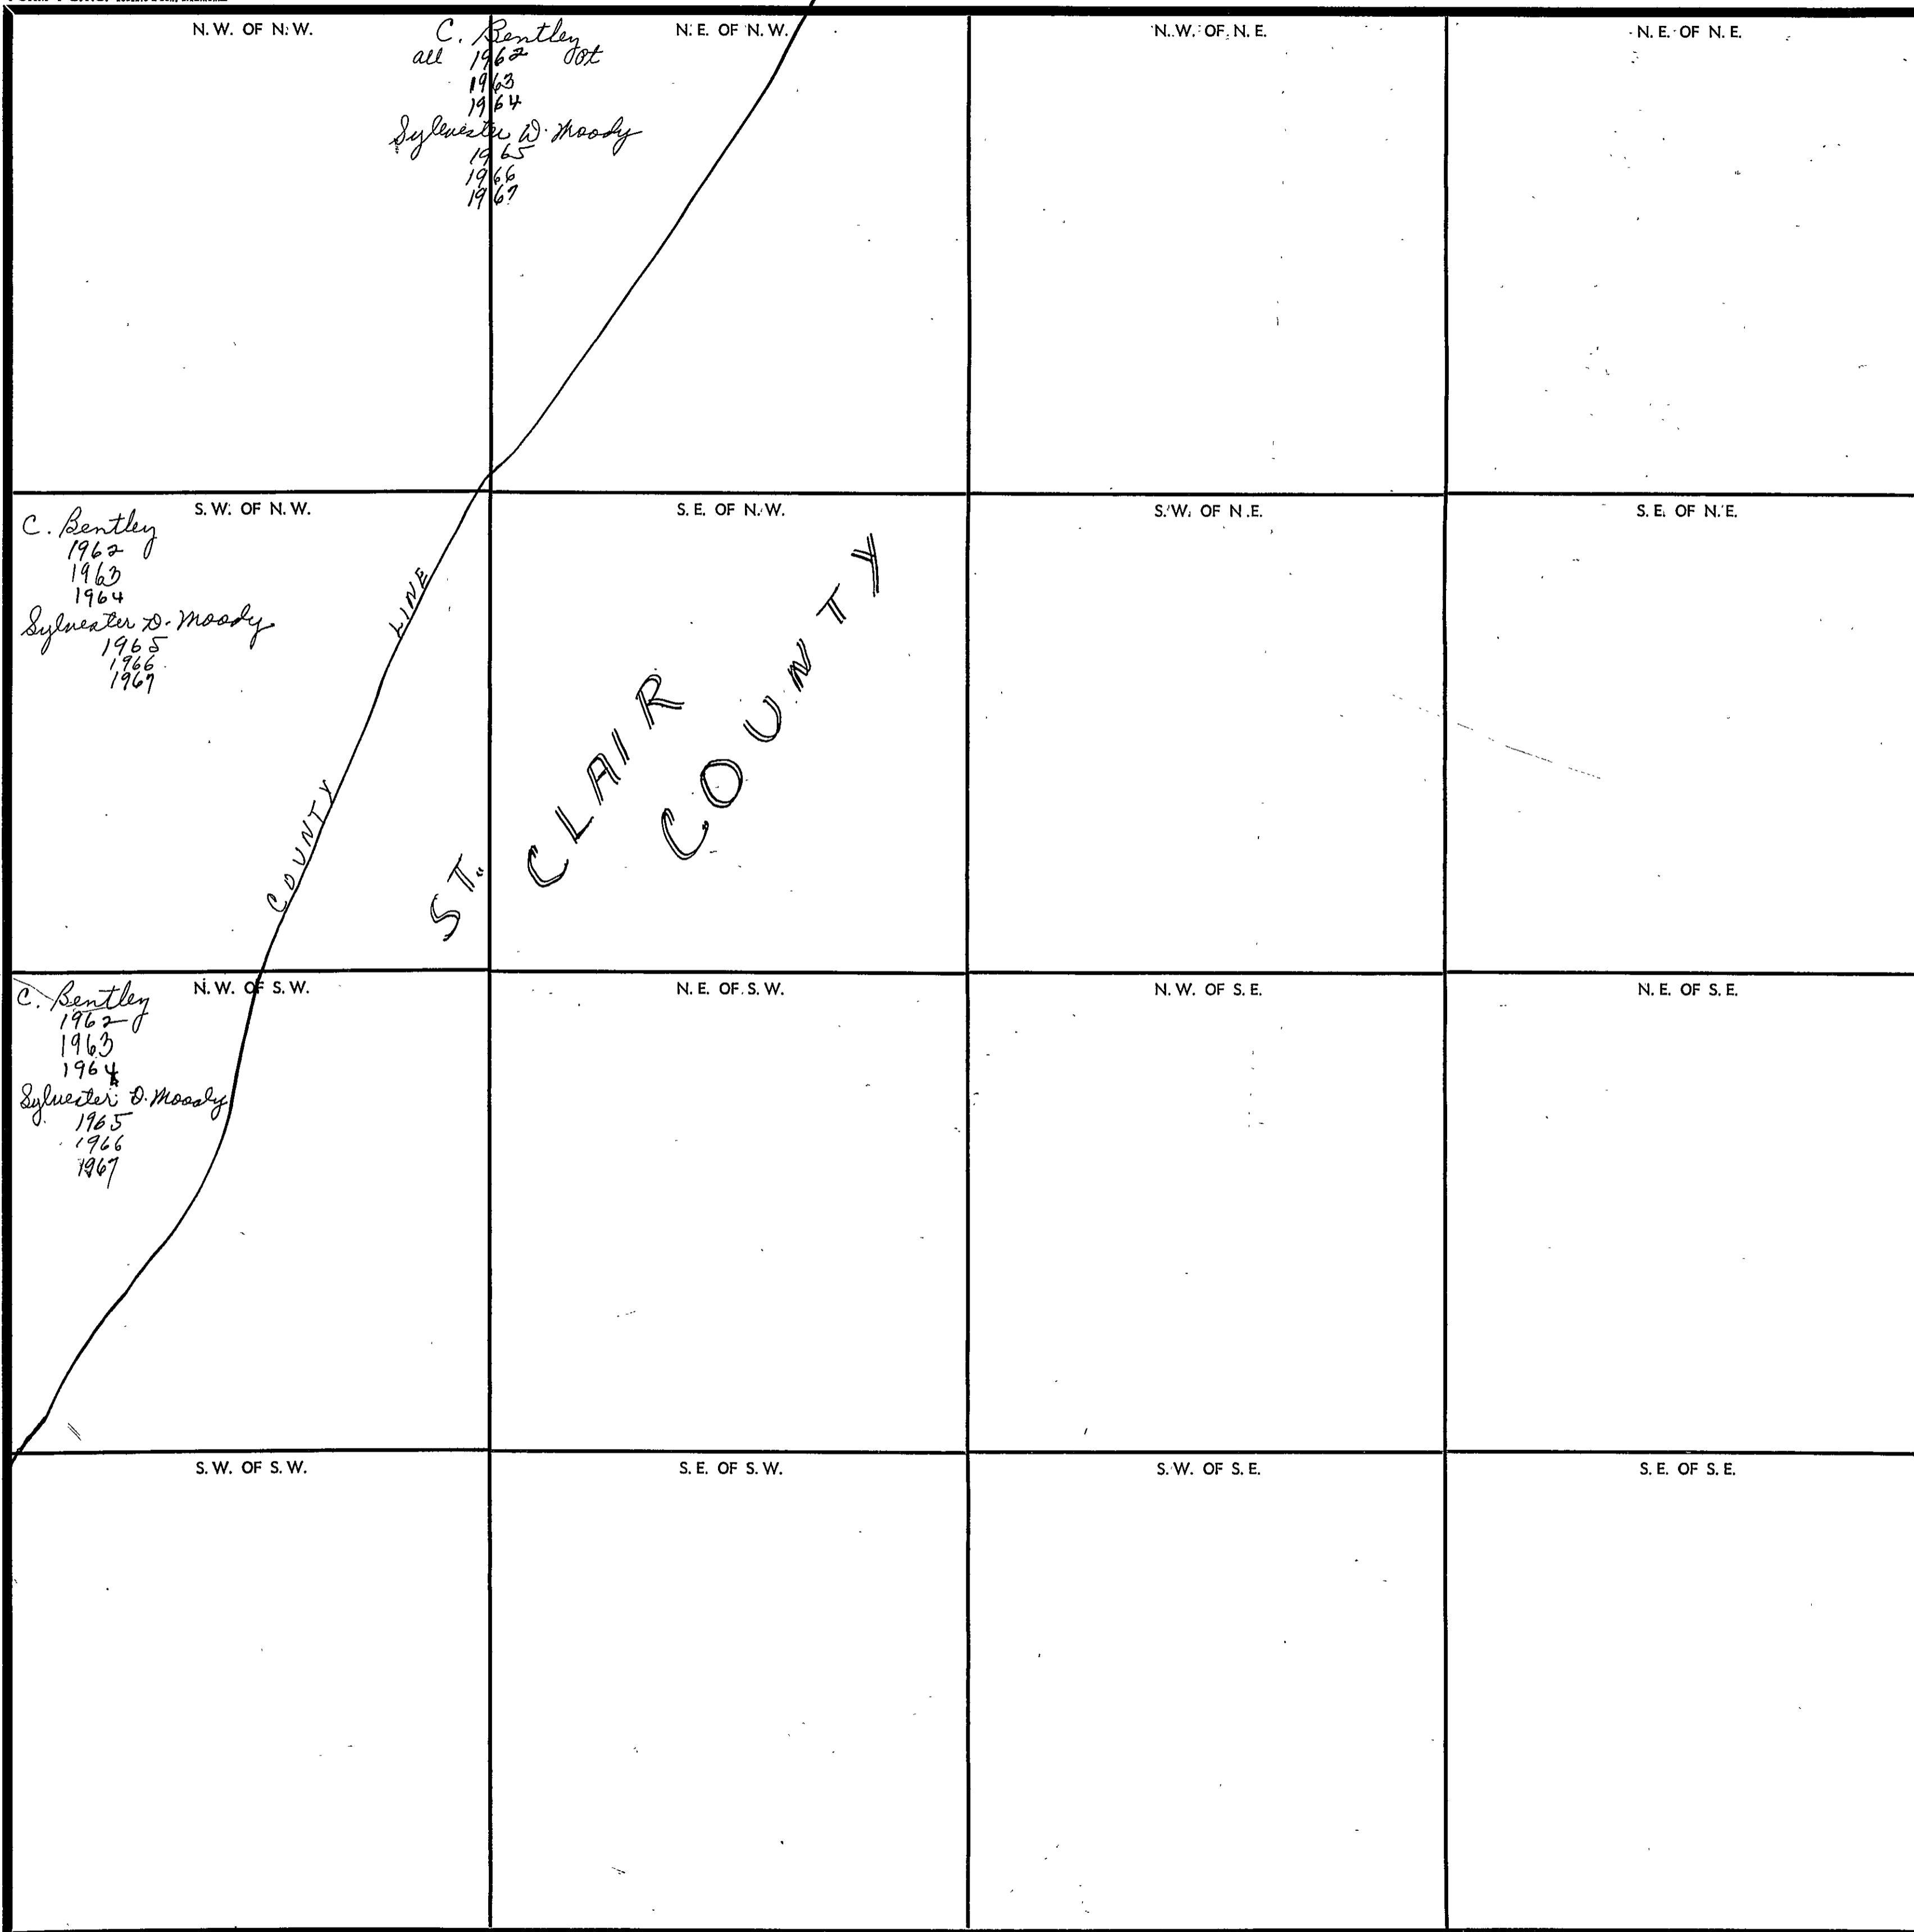 N. W. OF N. W.
N. E. OF N. W.
N. W. OF N. E.
N. E. OF N. E.
C. Bentley
all 1962 pt
1963
1964
Sylvester D. Moody
1965
1966
1967
S. W. OF N. W.
S. E. OF N. W.
S. W. OF N. E.
S. E. OF N. E.
C. Bentley
1962
1963
1964
Sylvester D. Moody
1965
1966
1967
COUNTY LINE
ST. CLAIR
COUNTY
N. W. OF S. W.
N. E. OF S. W.
N. W. OF S. E.
N. E. OF S. E.
C. Bentley
1962
1963
1964
Sylvester D. Moody
1965
1966
1967
S. W. OF S. W.
S. E. OF S. W.
S. W. OF S. E.
S. E. OF S. E.